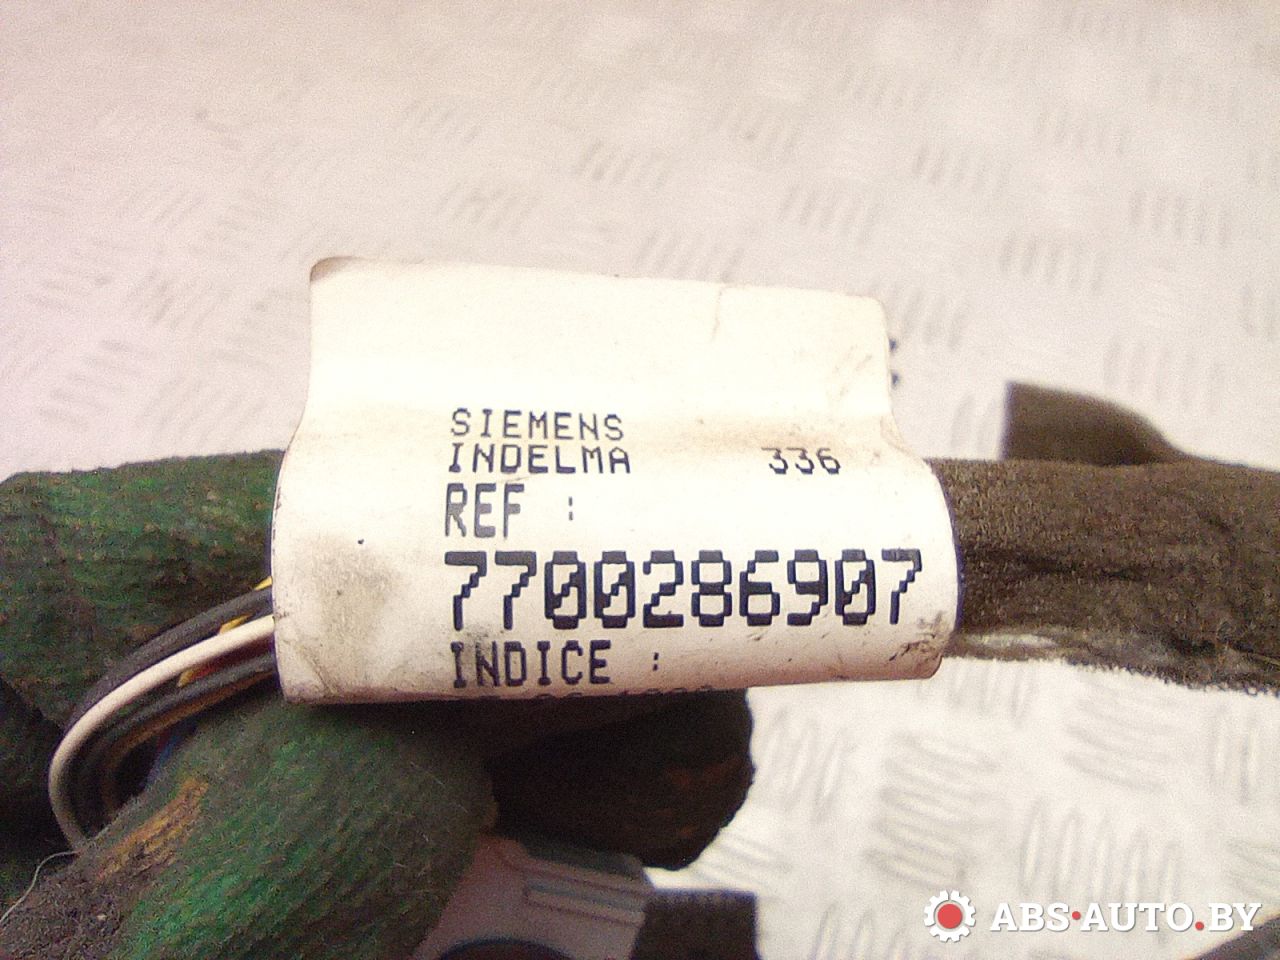 SIEMENS
INDELMA 336
REF :
7700286907
INDICE :
ABS·AUTO.BY